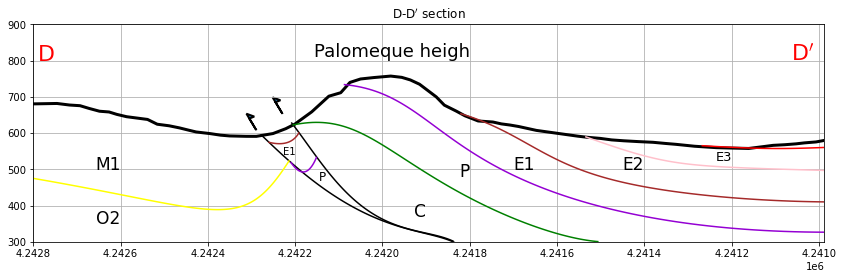 D-D′ section
900
D
Palomeque heigh
D′
800
700
600
M1
E1
P
C
P
E1
E2
E3
500
O2
400
300
4.2428
4.2426
4.2424
4.2422
4.2420
4.2418
4.2416
4.2414
4.2412
4.2410
1e6